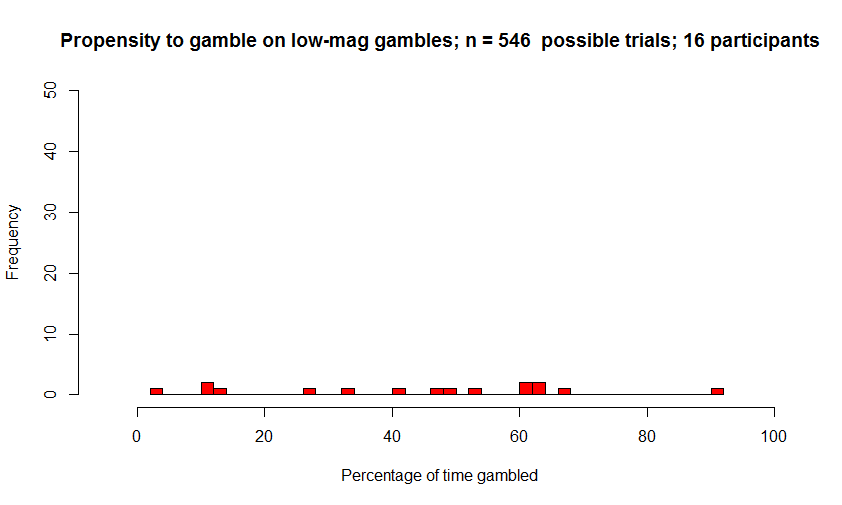 Propensity to gamble on low-mag gambles; n = 546  possible trials; 16 participants
50
40
30
20
10
0
Frequency
0 20 40 60 80 100
Percentage of time gambled